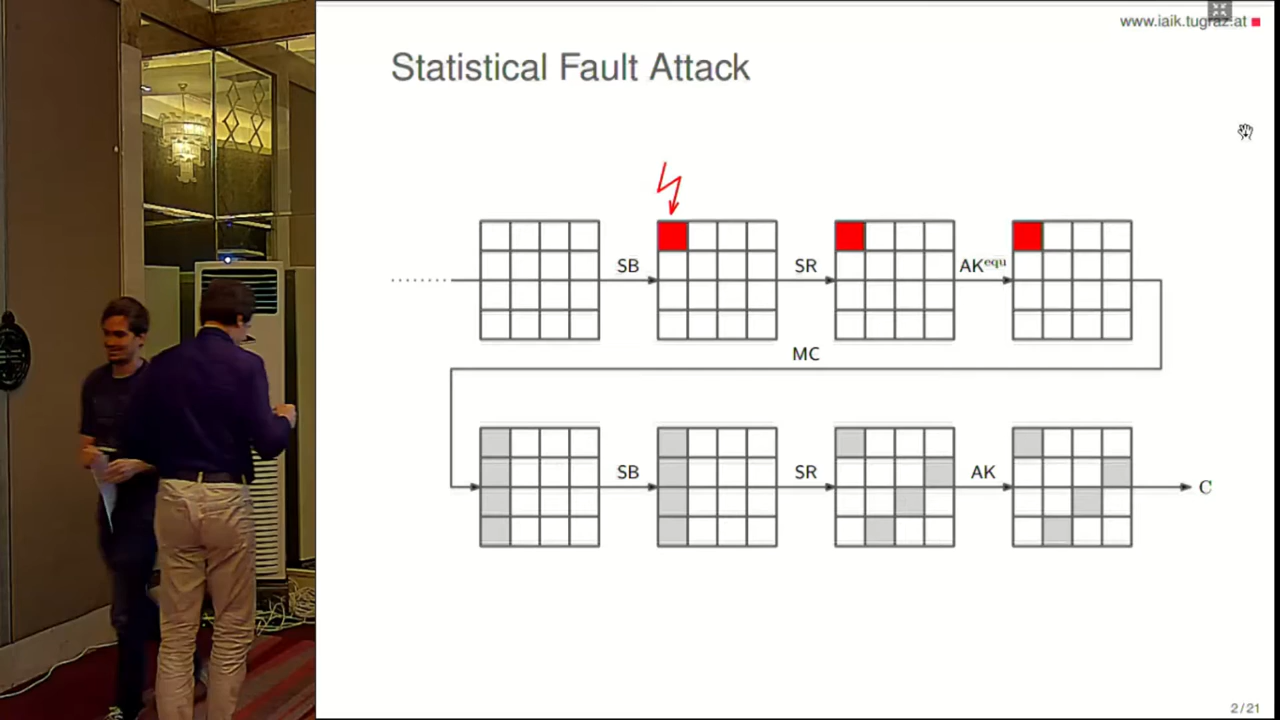 www.iaik.tugraz.at
Statistical Fault Attack
SB
SR
AKequ
MC
SB
SR
AK
C
2 / 21